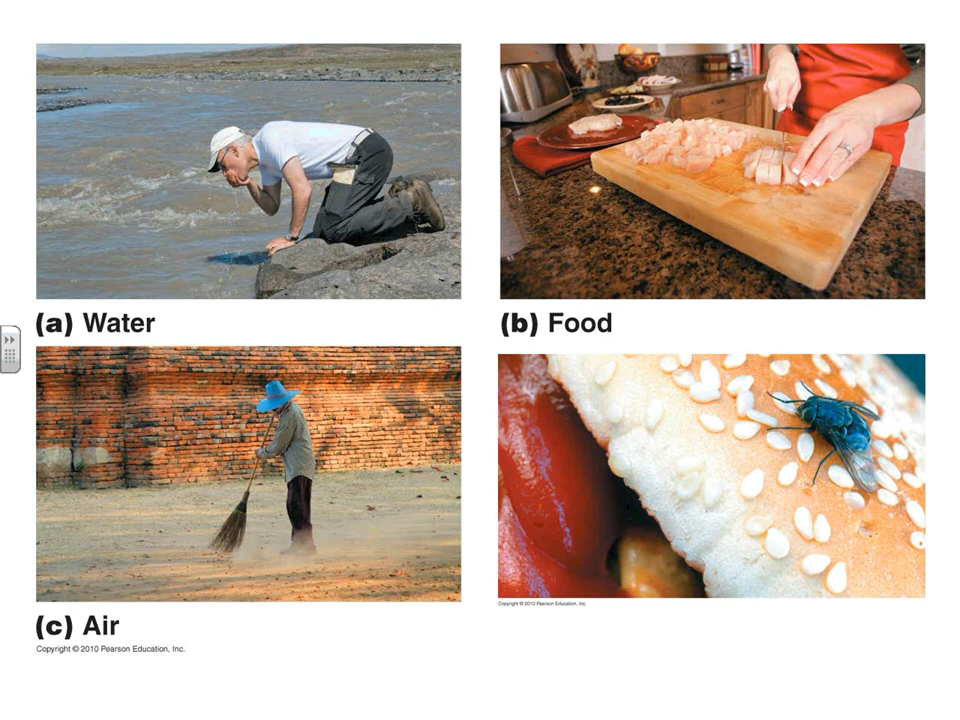 (a) Water
(b) Food
Copyright © 2010 Pearson Education, Inc.
(c) Air
Copyright © 2010 Pearson Education, Inc.